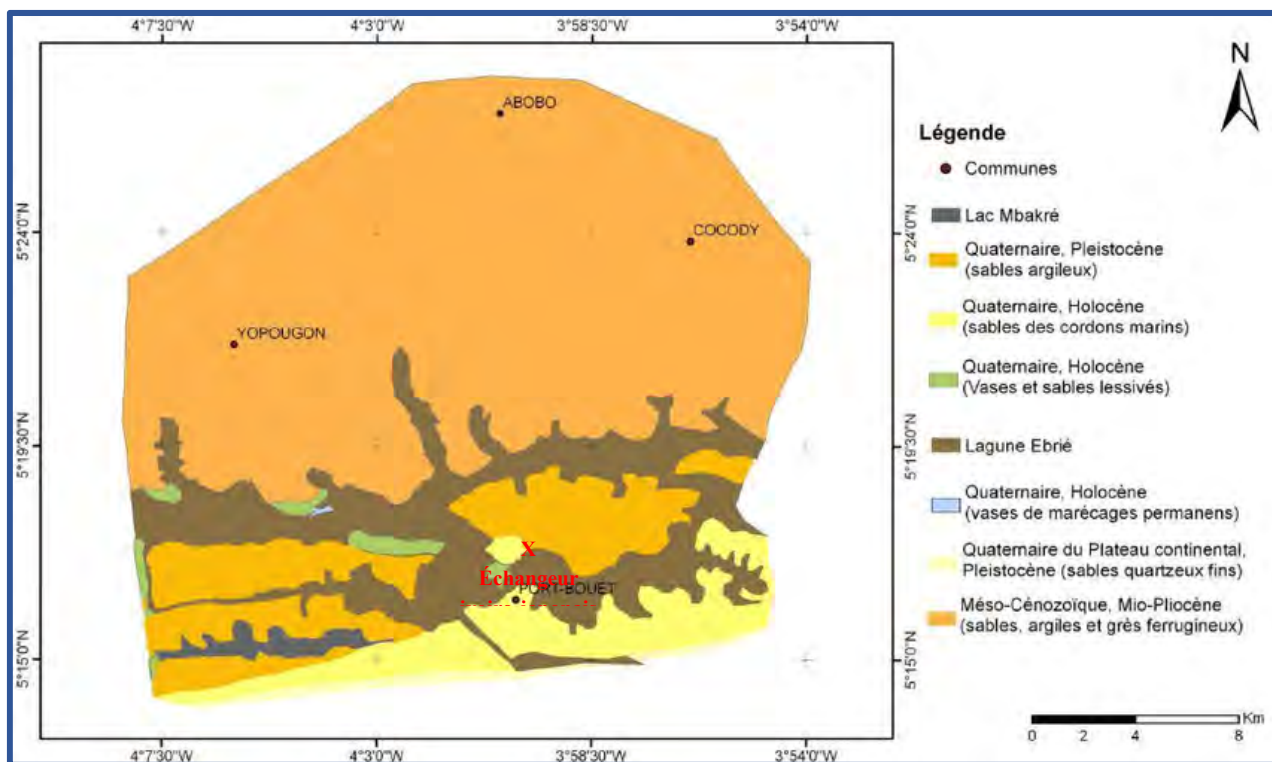 4°7'30"W 4°3'0"W 3°58'30"W 3°54'0"W
N
ABOBO
Légende
Communes
Lac Mbakré
5°24'0"N
COCODY
5°24'0"N
Quaternaire, Pleistocène
(sables argileux)
Quaternaire, Holocène
(sables des cordons marins)
YOPOUGON
Quaternaire, Holocène
(Vases et sables lessivés)
5°19'30"N
5°19'30"N
Lagune Ebrié
Quaternaire, Holocène
(vases de marécages permanens)
X
Échangeur
PORT-BOUET
Quaternaire du Plateau continental,
Pleistocène (sables quartzeux fins)
Méso-Cénozoïque, Mio-Pliocène
(sables, argiles et grès ferrugineux)
5°15'0"N
5°15'0"N
Km
0 2 4 8
4°7'30"W 4°3'0"W 3°58'30"W 3°54'0"W